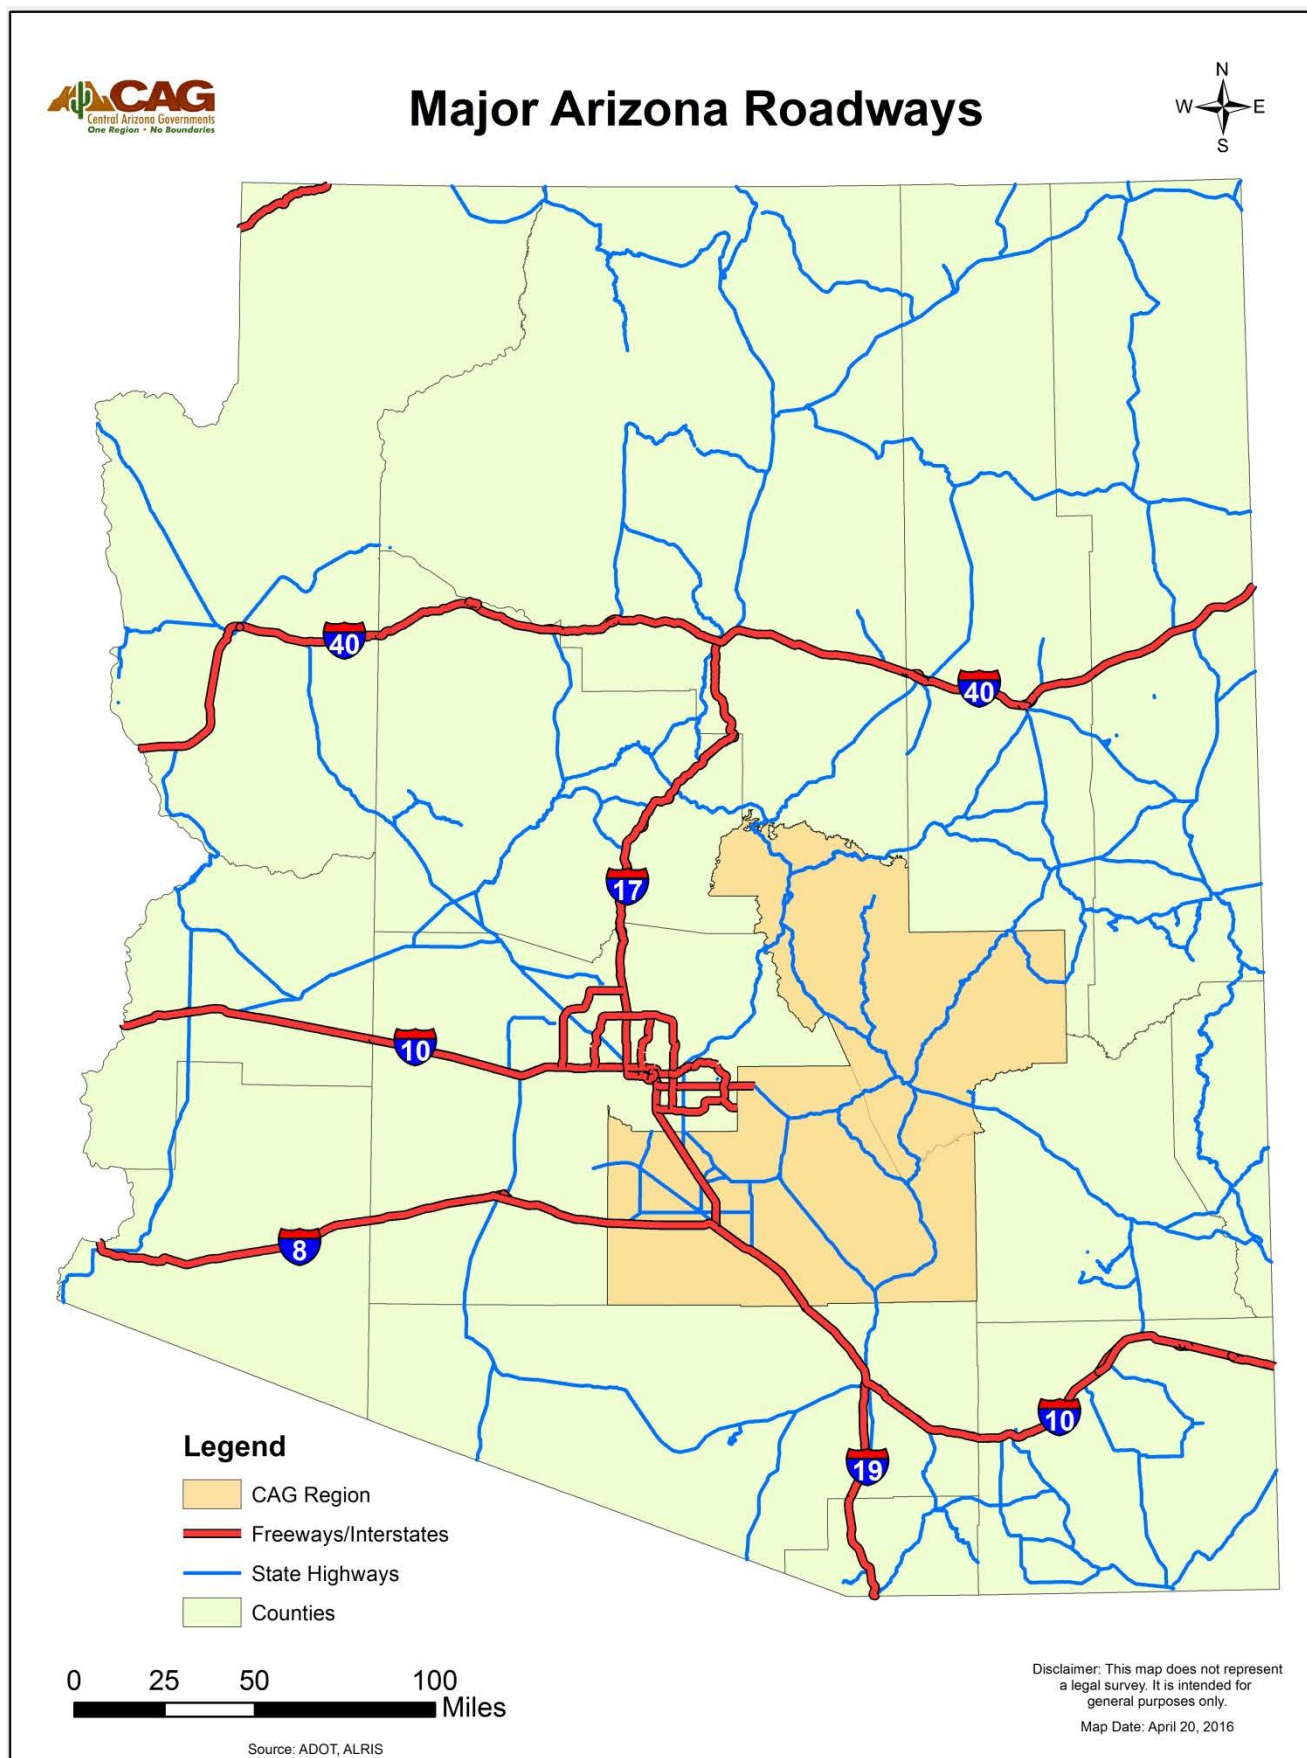 CAG
Central Arizona Governments
One Region • No Boundaries
Major Arizona Roadways
N
W E
S
40
40
17
10
8
10
19
Legend
CAG Region
Freeways/Interstates
State Highways
Counties
0 25 50 100
Miles
Source: ADOT, ALRIS
Disclaimer: This map does not represent
a legal survey. It is intended for
general purposes only.
Map Date: April 20, 2016